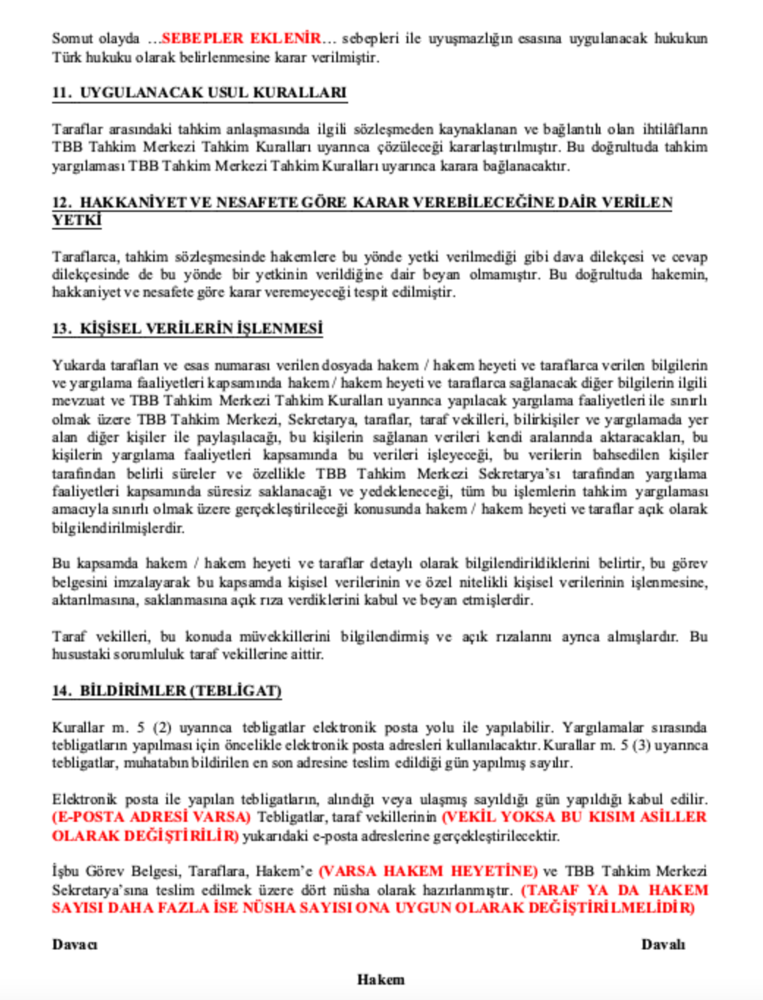 Somut olayda …SEBEPLER EKLENİR… sebepleri ile uyuşmazlığın esasına uygulanacak hukukun
Türk hukuku olarak belirlenmesine karar verilmiştir.
11. UYGULANACAK USUL KURALLARI
Taraflar arasındaki tahkim anlaşmasında ilgili sözleşmeden kaynaklanan ve bağlantılı olan ihtilâfların
TBB Tahkim Merkezi Tahkim Kuralları uyarınca çözüleceği kararlaştırılmıştır. Bu doğrultuda tahkim
yargılaması TBB Tahkim Merkezi Tahkim Kuralları uyarınca karara bağlanacaktır.
12. HAKKANİYET VE NESAFETE GÖRE KARAR VEREBİLECEĞİNE DAİR VERİLEN
YETKİ
Taraflarca, tahkim sözleşmesinde hakemlere bu yönde yetki verilmediği gibi dava dilekçesi ve cevap
dilekçesinde de bu yönde bir yetkinin verildiğine dair beyan olmamıştır. Bu doğrultuda hakemin,
hakkaniyet ve nesafete göre karar veremeyeceği tespit edilmiştir.
13. KİŞİSEL VERİLERİN İŞLENMESİ
Yukarda tarafları ve esas numarası verilen dosyada hakem / hakem heyeti ve taraflarca verilen bilgilerin
ve yargılama faaliyetleri kapsamında hakem / hakem heyeti ve taraflarca sağlanacak diğer bilgilerin ilgili
mevzuat ve TBB Tahkim Merkezi Tahkim Kuralları uyarınca yapılacak yargılama faaliyetleri ile sınırlı
olmak üzere TBB Tahkim Merkezi, Sekretarya, taraflar, taraf vekilleri, bilirkişiler ve yargılamada yer
alan diğer kişiler ile paylaşılacağı, bu kişilerin sağlanan verileri kendi aralarında aktaracakları, bu
kişilerin yargılama faaliyetleri kapsamında bu verileri işleyeceği, bu verilerin bahsedilen kişiler
tarafından belirli süreler ve özellikle TBB Tahkim Merkezi Sekretarya’sı tarafından yargılama
faaliyetleri kapsamında süresiz saklanacağı ve yedekleneceği, tüm bu işlemlerin tahkim yargılaması
amacıyla sınırlı olmak üzere gerçekleştirileceği konusunda hakem / hakem heyeti ve taraflar açık olarak
bilgilendirilmişlerdir.
Bu kapsamda hakem / hakem heyeti ve taraflar detaylı olarak bilgilendirildiklerini belirtir, bu görev
belgesini imzalayarak bu kapsamda kişisel verilerinin ve özel nitelikli kişisel verilerinin işlenmesine,
aktarılmasına, saklanmasına açık rıza verdiklerini kabul ve beyan etmişlerdir.
Taraf vekilleri, bu konuda müvekkillerini bilgilendirmiş ve açık rızalarını ayrıca almışlardır. Bu
husustaki sorumluluk taraf vekillerine aittir.
14. BİLDİRİMLER (TEBLİGAT)
Kurallar m. 5 (2) uyarınca tebligatlar elektronik posta yolu ile yapılabilir. Yargılamalar sırasında
tebligatların yapılması için öncelikle elektronik posta adresleri kullanılacaktır. Kurallar m. 5 (3) uyarınca
tebligatlar, muhatabın bildirilen en son adresine teslim edildiği gün yapılmış sayılır.
Elektronik posta ile yapılan tebligatların, alındığı veya ulaşmış sayıldığı gün yapıldığı kabul edilir.
(E-POSTA ADRESİ VARSA) Tebligatlar, taraf vekillerinin (VEKİL YOKSA BU KISIM ASİLLER
OLARAK DEĞİŞTİRİLİR) yukarıdaki e-posta adreslerine gerçekleştirilecektir.
İşbu Görev Belgesi, Taraflara, Hakem’e (VARSA HAKEM HEYETİNE) ve TBB Tahkim Merkezi
Sekretarya’sına teslim edilmek üzere dört nüsha olarak hazırlanmıştır. (TARAF YA DA HAKEM
SAYISI DAHA FAZLA İSE NÜSHA SAYISI ONA UYGUN OLARAK DEĞİŞTİRİLMELİDİR)
Davacı Davalı
Hakem